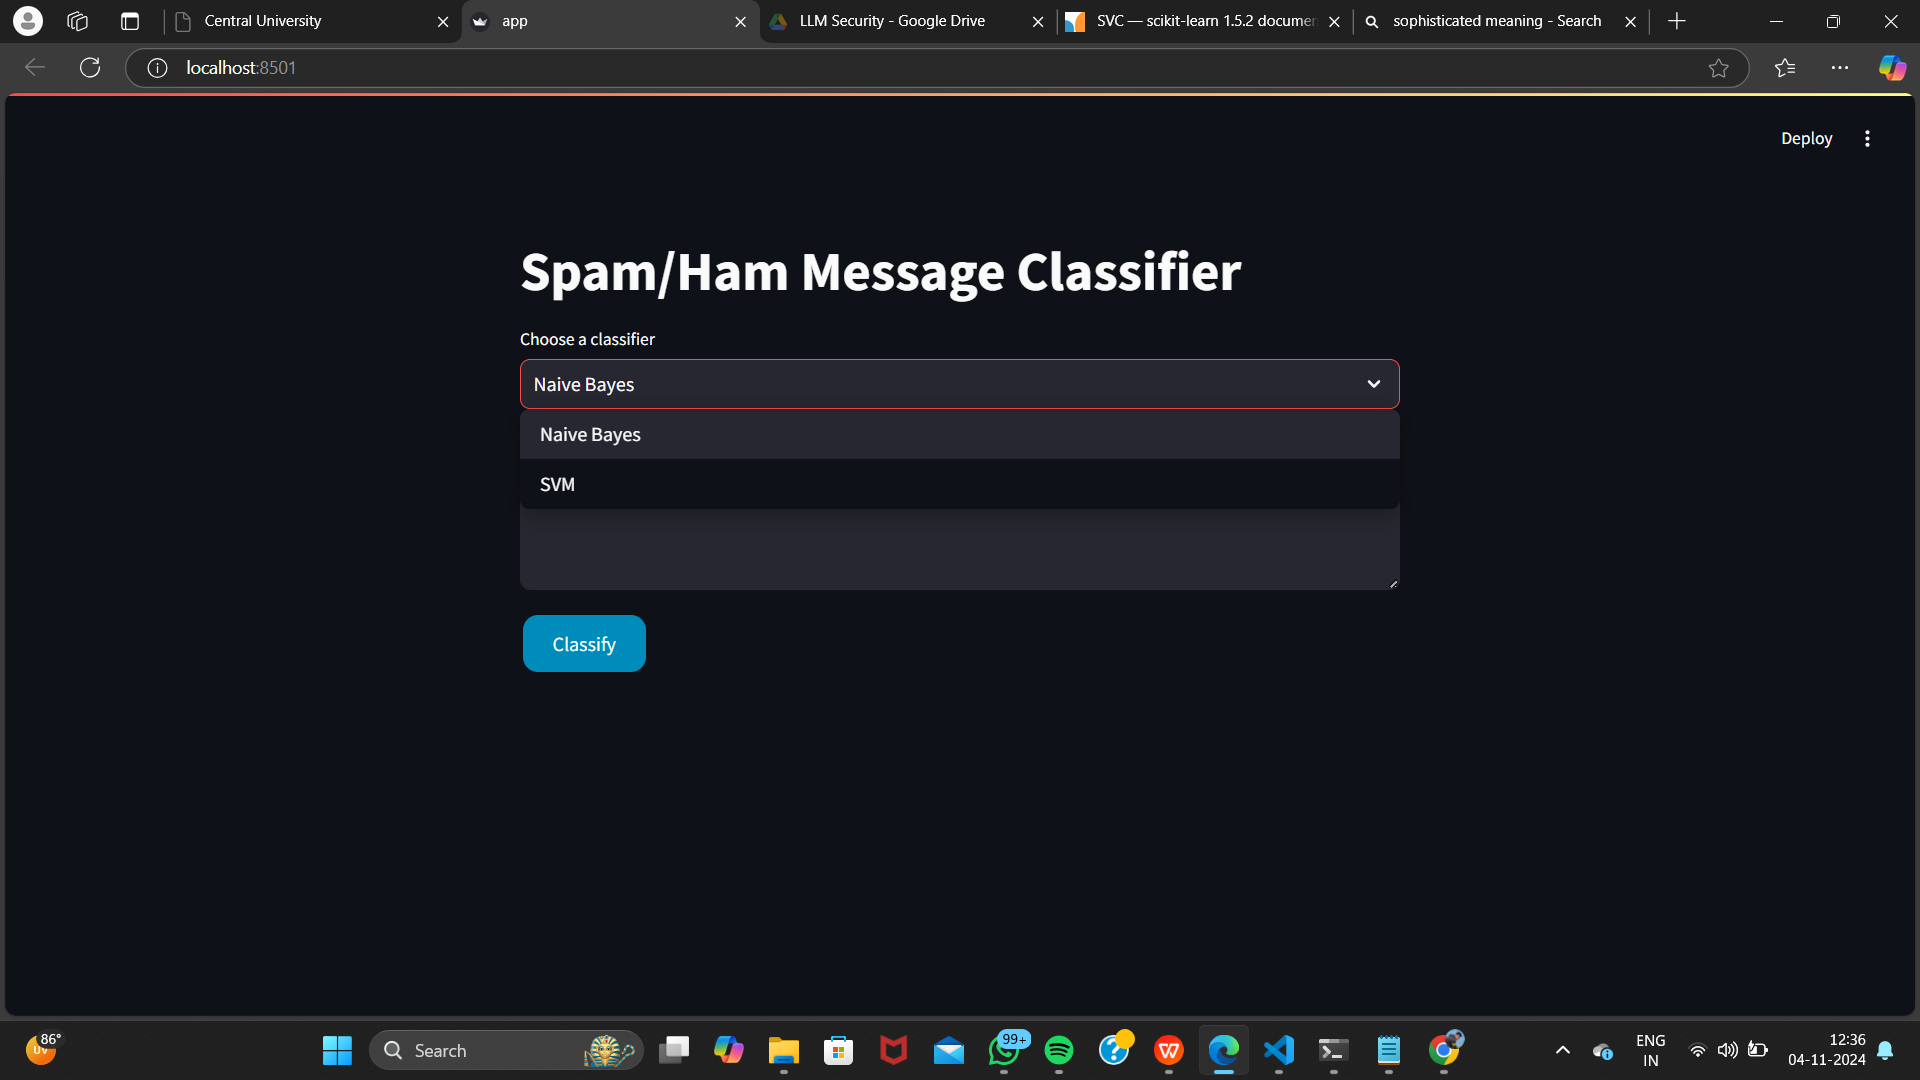 Central University
app
LLM Security - Google Drive
SVC — scikit-learn 1.5.2 documen
sophisticated meaning - Search
localhost:8501
Deploy
Spam/Ham Message Classifier
Choose a classifier
Naive Bayes
Naive Bayes
SVM
Classify
86°
UV
Search
99+
ENG
IN
12:36
04-11-2024